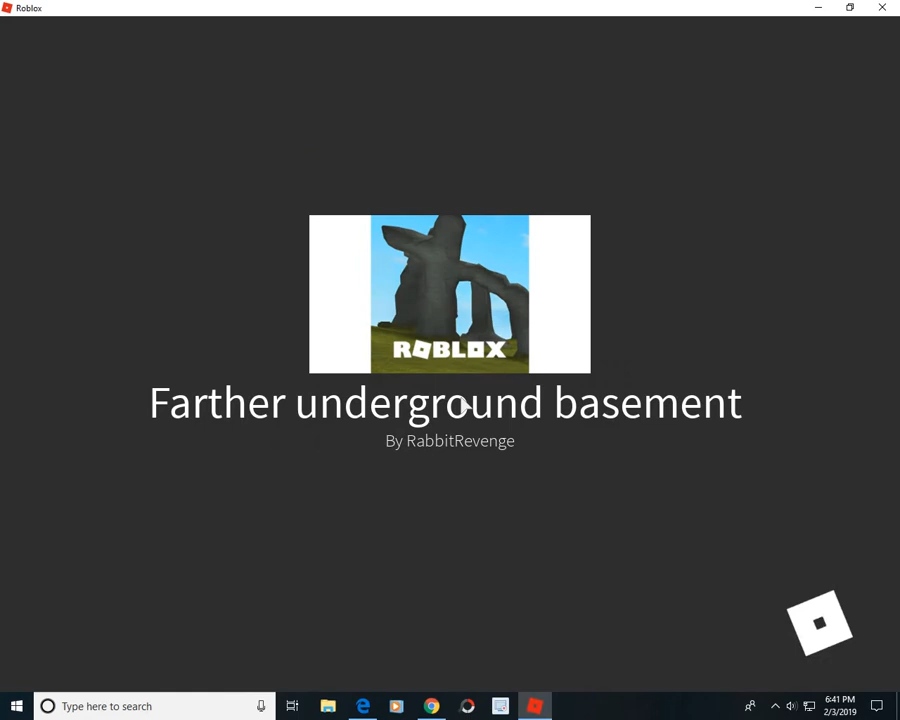 Roblox
ROBLOX
Farther underground basement
By RabbitRevenge
Type here to search
6:41 PM
2/3/2019